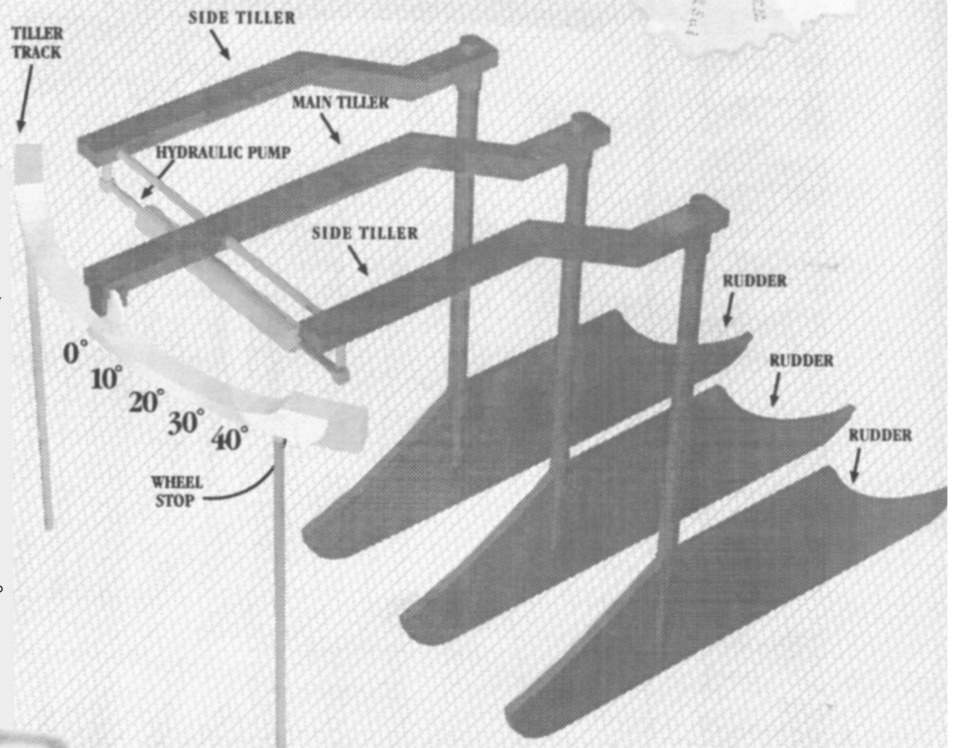 SIDE TILLER
TILLER
TRACK
MAIN TILLER
HYDRAULIC PUMP
SIDE TILLER
RUDDER
0°
10°
20°
30°
40°
RUDDER
RUDDER
WHEEL
STOP